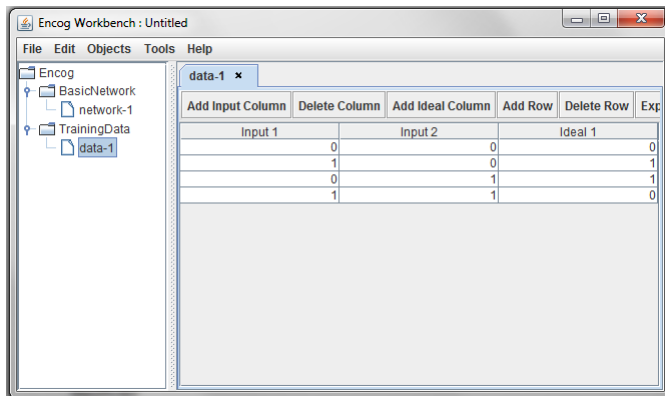 Encog Workbench : Untitled
File Edit Objects Tools Help
Encog
BasicNetwork
network-1
TrainingData
data-1
data-1 ×
Add Input Column Delete Column Add Ideal Column Add Row Delete Row Exp
Input 1 Input 2 Ideal 1
0 0 0
1 0 1
0 1 1
1 1 0